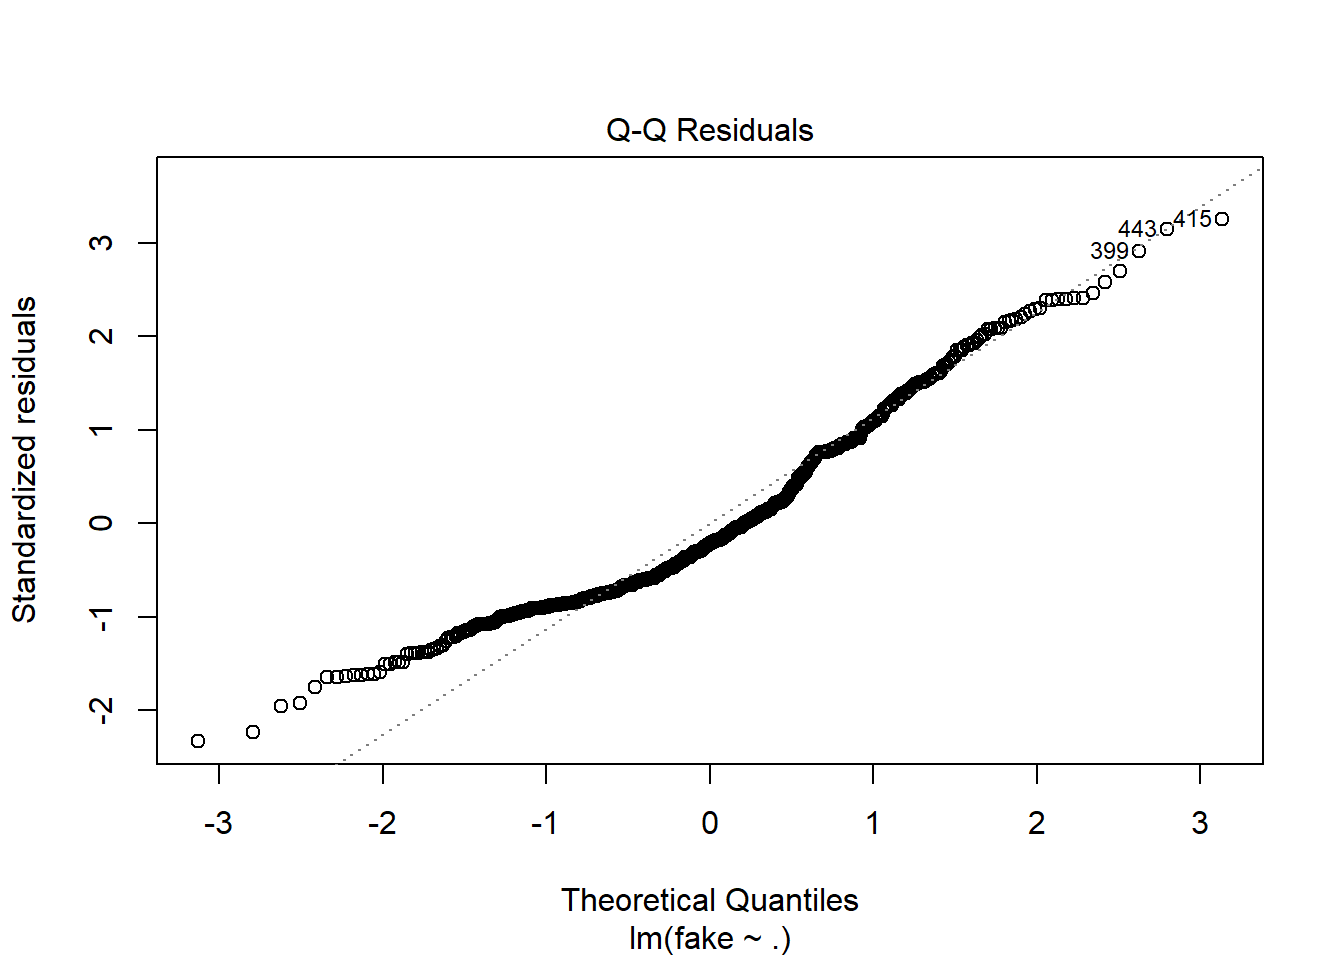 Q-Q Residuals
Standardized residuals
3
2
1
0
-1
-2
443
415
399
-3 -2 -1 0 1 2 3
Theoretical Quantiles
lm(fake ~ .)